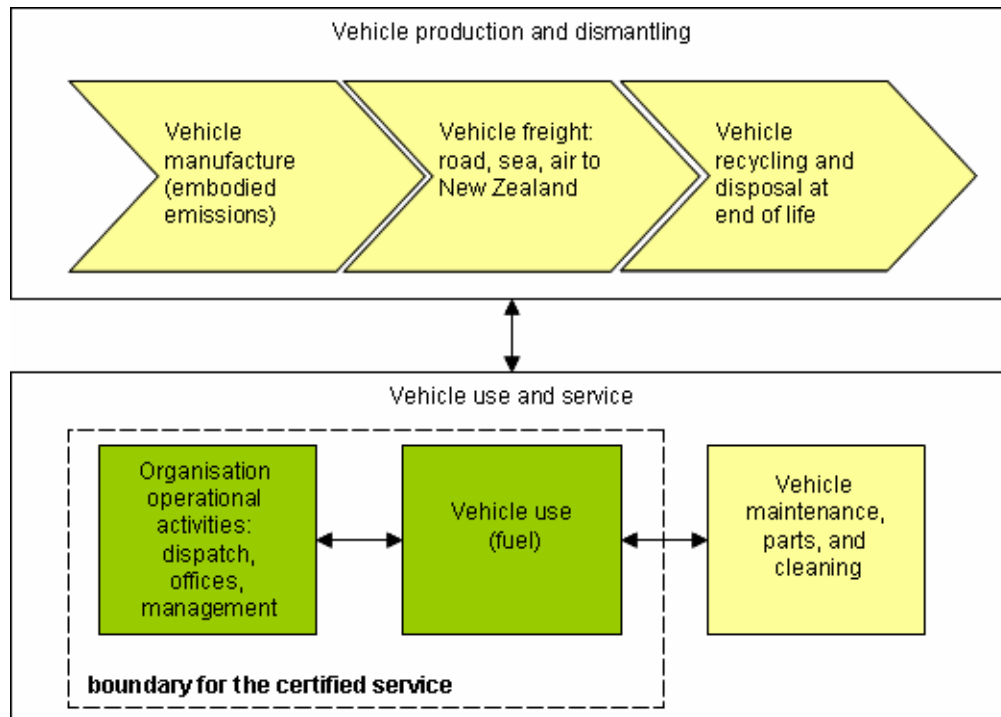 Vehicle production and dismantling
Vehicle
manufacture
(embodied
emissions)
Vehicle freight:
road, sea, air to
New Zealand
Vehicle
recycling and
disposal at
end of life
Vehicle use and service
Organisation
operational
activities:
dispatch,
offices,
management
Vehicle use
(fuel)
Vehicle
maintenance,
parts, and
cleaning
boundary for the certified service